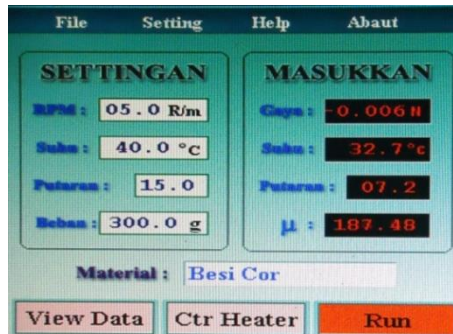 File Setting Help Abaut
SETTINGAN
RPM : 05.0 R/m
Suhu : 40.0 °C
Putaran : 15.0
Beban : 300.0 g
MASUKKAN
Gaya : -0.006 N
Suhu : 32.7 °c
Putaran : 07.2
µ : 187.48
Material : Besi Cor
View Data Ctr Heater Run